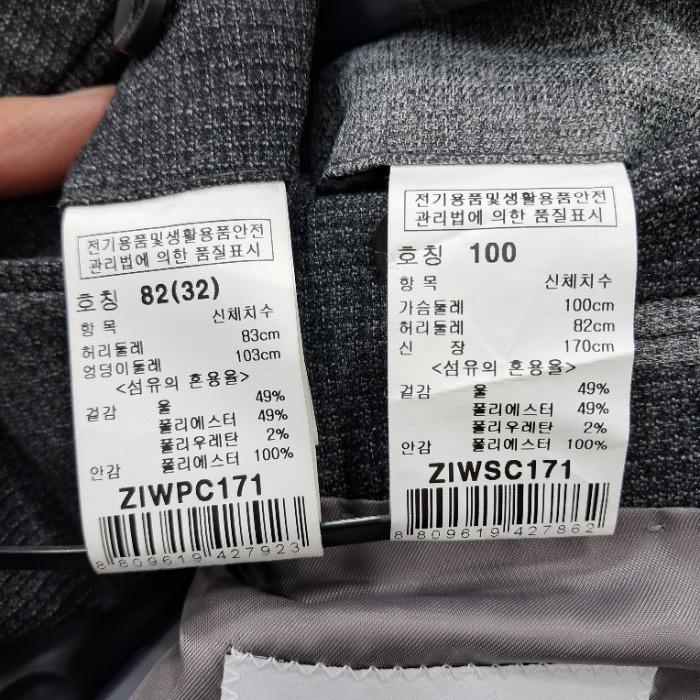 전기용품및생활용품안전
관리법에 의한 품질표시
호칭 82(32)
항목 신체치수
허리둘레 83cm
엉덩이둘레 103cm
<섬유의 혼용율>
겉감 울 49%
폴리에스터 49%
폴리우레탄 2%
안감 폴리에스터 100%
ZIWPC171
8809619427923
전기용품및생활용품안전
관리법에 의한 품질표시
호칭 100
항목 신체치수
가슴둘레 100cm
허리둘레 82cm
신장 170cm
<섬유의 혼용율>
겉감 울 49%
폴리에스터 49%
폴리우레탄 2%
안감 폴리에스터 100%
ZIWSC171
8809619427862